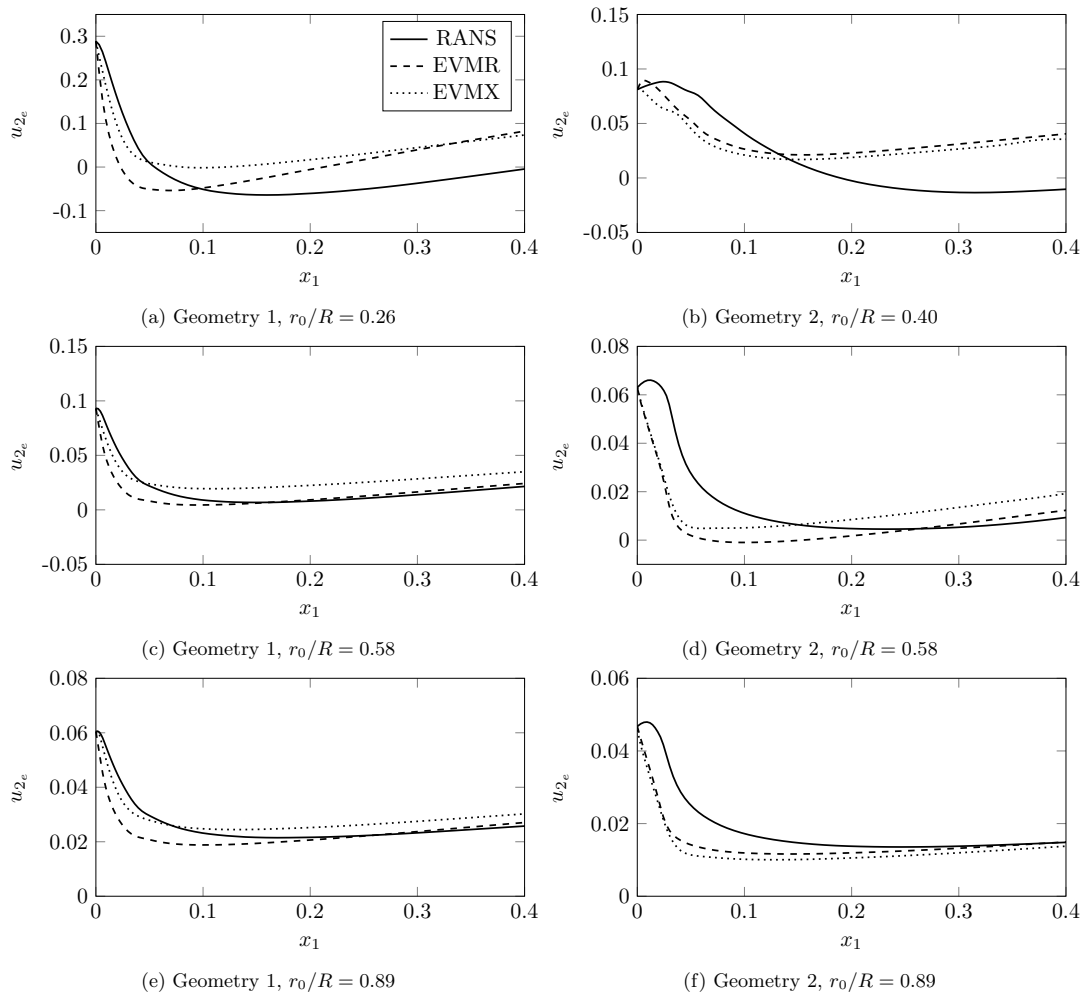 0.3
0.2
0.1
0
-0.1
u₂ₑ
0 0.1 0.2 0.3 0.4
x₁
RANS
EVMR
EVMX
(a) Geometry 1, r₀/R = 0.26
0.15
0.1
0.05
0
-0.05
u₂ₑ
0 0.1 0.2 0.3 0.4
x₁
(b) Geometry 2, r₀/R = 0.40
0.15
0.1
0.05
0
-0.05
u₂ₑ
0 0.1 0.2 0.3 0.4
x₁
(c) Geometry 1, r₀/R = 0.58
0.08
0.06
0.04
0.02
0
u₂ₑ
0 0.1 0.2 0.3 0.4
x₁
(d) Geometry 2, r₀/R = 0.58
0.08
0.06
0.04
0.02
0
u₂ₑ
0 0.1 0.2 0.3 0.4
x₁
(e) Geometry 1, r₀/R = 0.89
0.06
0.04
0.02
0
u₂ₑ
0 0.1 0.2 0.3 0.4
x₁
(f) Geometry 2, r₀/R = 0.89